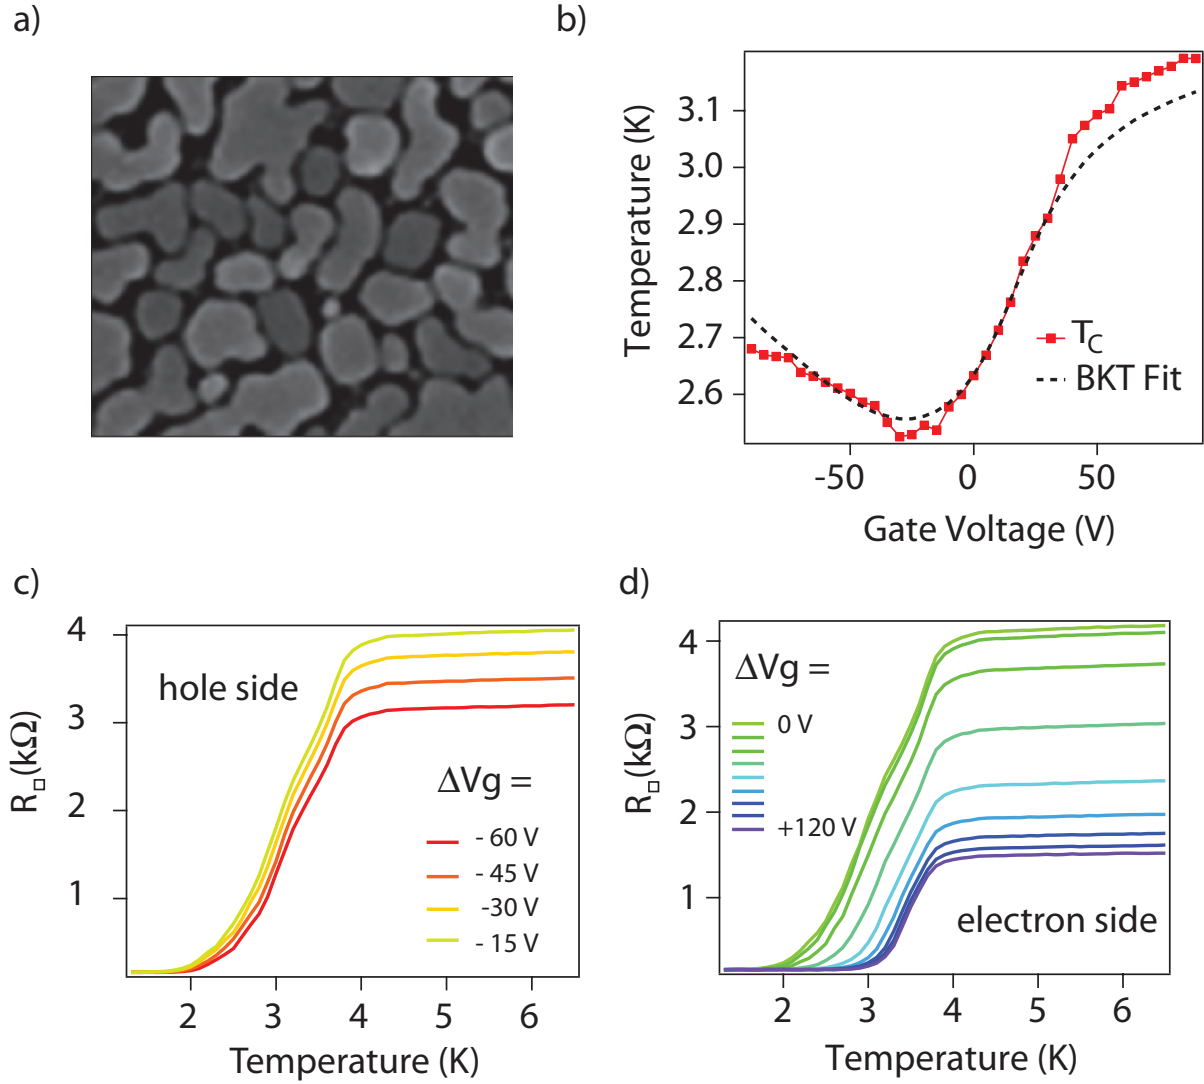 a)
b)
Temperature (K)
3.1
3.0
2.9
2.8
2.7
2.6
T_C
BKT Fit
-50
0
50
Gate Voltage (V)
c)
R□(kΩ)
4
3
2
1
hole side
ΔVg =
- 60 V
- 45 V
-30 V
- 15 V
2
3
4
5
6
Temperature (K)
d)
R□(kΩ)
4
3
2
1
ΔVg =
0 V
+120 V
electron side
2
3
4
5
6
Temperature (K)